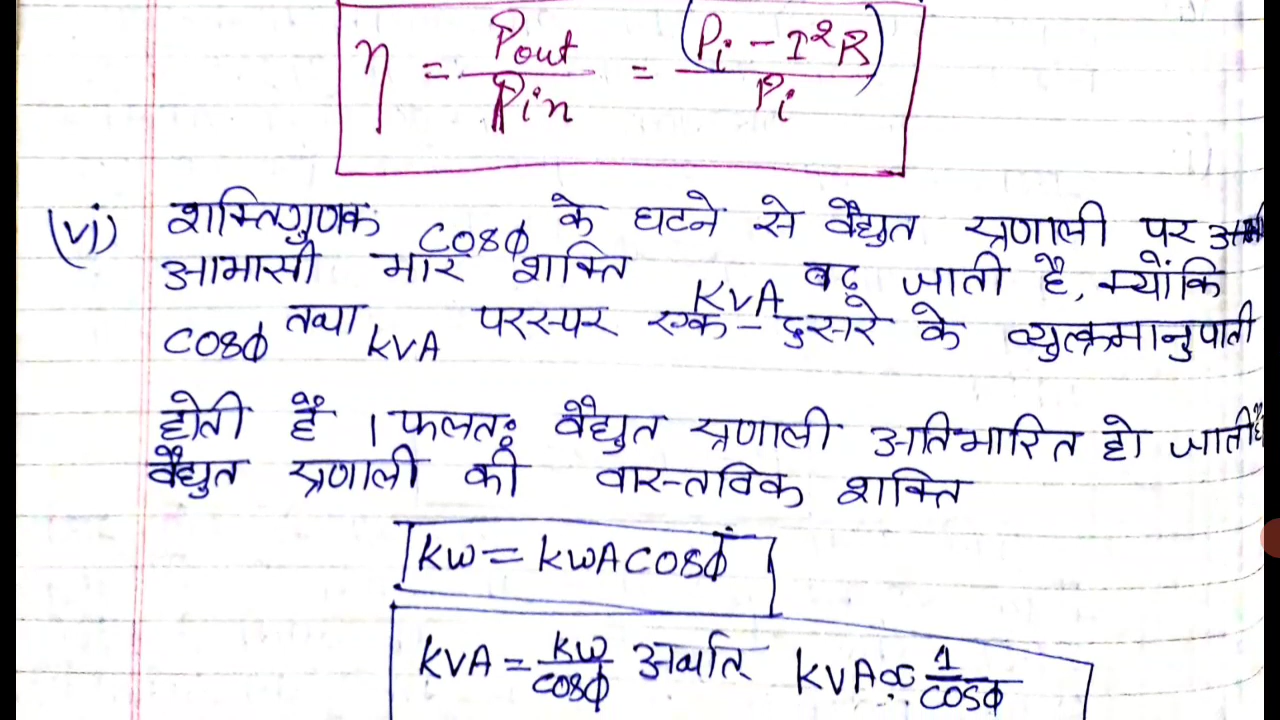 η = Pout/Pin = (Pi - I²R)/Pi
(vi) शक्तिगुणक cosφ के घटने से वैद्युत प्रणाली पर
आभासी भार शक्ति KVA बढ़ जाती है, क्योंकि
cosφ तथा KVA परस्पर एक-दुसरे के व्युत्क्रमानुपाती
होती हैं । फलतः वैद्युत प्रणाली अतिभारित हो जाती है
वैद्युत प्रणाली की वास्तविक शक्ति
KW = KWA COSφ
KVA = KW/cosφ अर्थात KVA ∝ 1/cosφ